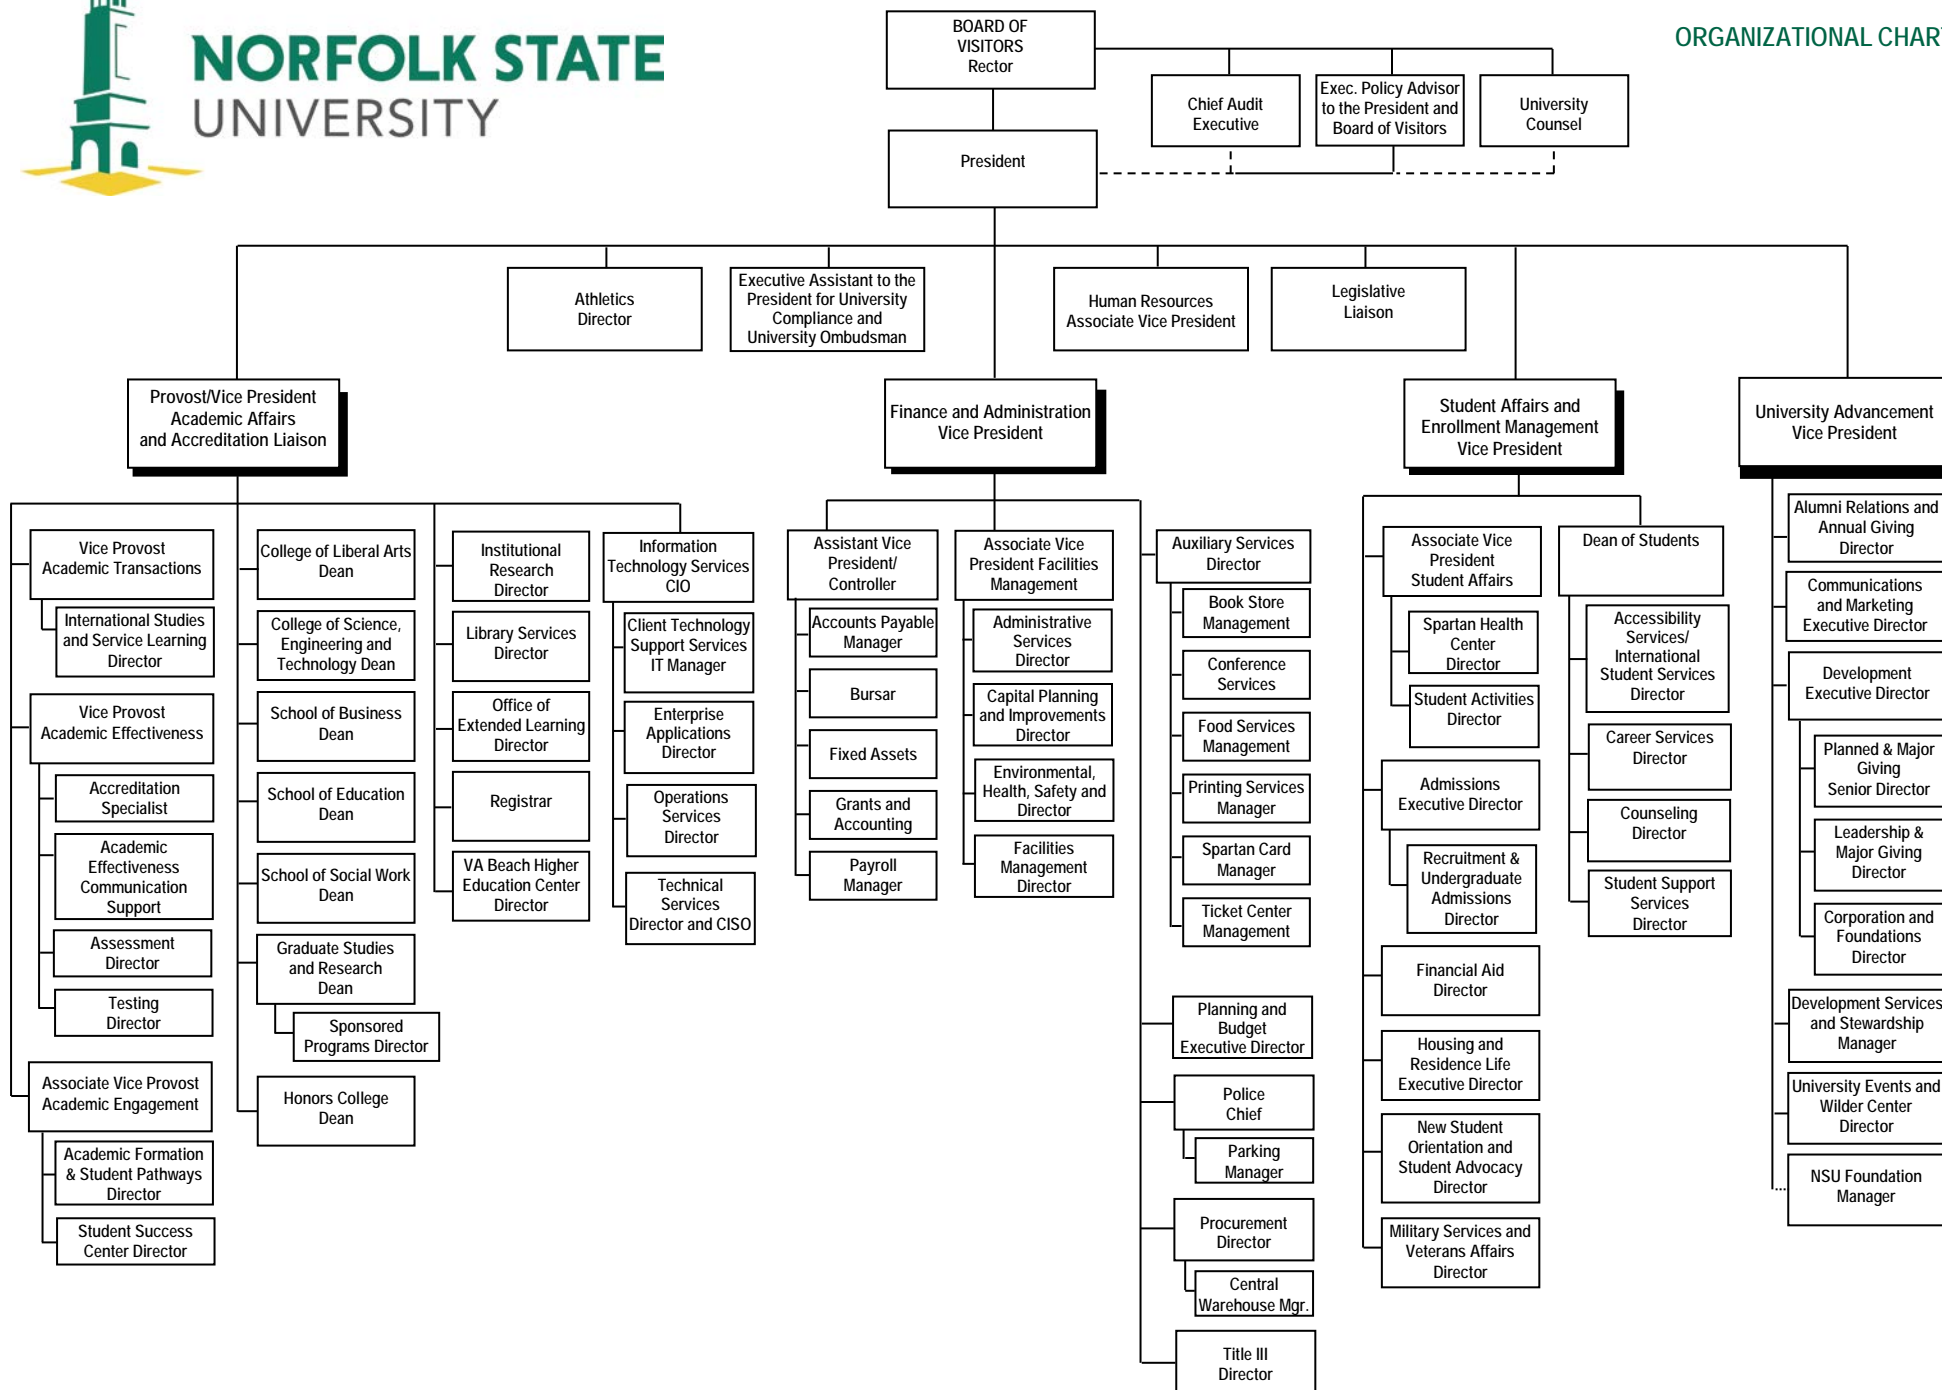 NORFOLK STATE
UNIVERSITY
ORGANIZATIONAL CHART
BOARD OF
VISITORS
Rector
Chief Audit
Executive
Exec. Policy Advisor
to the President and
Board of Visitors
University
Counsel
President
Athletics
Director
Executive Assistant to the
President for University
Compliance and
University Ombudsman
Human Resources
Associate Vice President
Legislative
Liaison
Provost/Vice President
Academic Affairs
and Accreditation Liaison
Finance and Administration
Vice President
Student Affairs and
Enrollment Management
Vice President
University Advancement
Vice President
Vice Provost
Academic Transactions
International Studies
and Service Learning
Director
Vice Provost
Academic Effectiveness
Accreditation
Specialist
Academic
Effectiveness
Communication
Support
Assessment
Director
Testing
Director
Associate Vice Provost
Academic Engagement
Academic Formation
& Student Pathways
Director
Student Success
Center Director
College of Liberal Arts
Dean
College of Science,
Engineering and
Technology Dean
School of Business
Dean
School of Education
Dean
School of Social Work
Dean
Graduate Studies
and Research
Dean
Sponsored
Programs Director
Honors College
Dean
Institutional
Research
Director
Library Services
Director
Office of
Extended Learning
Director
Registrar
VA Beach Higher
Education Center
Director
Information
Technology Services
CIO
Client Technology
Support Services
IT Manager
Enterprise
Applications
Director
Operations
Services
Director
Technical
Services
Director and CISO
Assistant Vice
President/
Controller
Accounts Payable
Manager
Bursar
Fixed Assets
Grants and
Accounting
Payroll
Manager
Associate Vice
President Facilities
Management
Administrative
Services
Director
Capital Planning
and Improvements
Director
Environmental,
Health, Safety and
Director
Facilities
Management
Director
Auxiliary Services
Director
Book Store
Management
Conference
Services
Food Services
Management
Printing Services
Manager
Spartan Card
Manager
Ticket Center
Management
Planning and
Budget
Executive Director
Police
Chief
Parking
Manager
Procurement
Director
Central
Warehouse Mgr.
Title III
Director
Associate Vice
President
Student Affairs
Spartan Health
Center
Director
Student Activities
Director
Admissions
Executive Director
Recruitment &
Undergraduate
Admissions
Director
Financial Aid
Director
Housing and
Residence Life
Executive Director
New Student
Orientation and
Student Advocacy
Director
Military Services and
Veterans Affairs
Director
Dean of Students
Accessibility
Services/
International
Student Services
Director
Career Services
Director
Counseling
Director
Student Support
Services
Director
Alumni Relations and
Annual Giving
Director
Communications
and Marketing
Executive Director
Development
Executive Director
Planned & Major
Giving
Senior Director
Leadership &
Major Giving
Director
Corporation and
Foundations
Director
Development Services
and Stewardship
Manager
University Events and
Wilder Center
Director
NSU Foundation
Manager